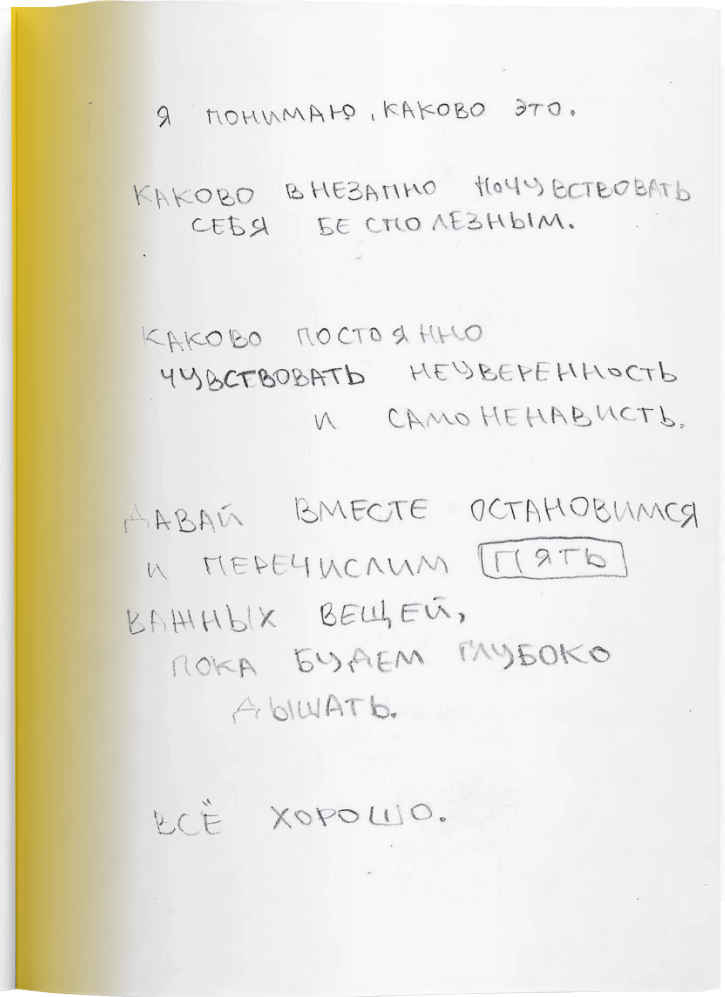 Я ПОНИМАЮ, КАКОВО ЭТО.
КАКОВО ВНЕЗАПНО ПОЧУВСТВОВАТЬ
СЕБЯ БЕСПОЛЕЗНЫМ.
КАКОВО ПОСТОЯННО
ЧУВСТВОВАТЬ НЕУВЕРЕННОСТЬ
И САМОНЕНАВИСТЬ.
ДАВАЙ ВМЕСТЕ ОСТАНОВИМСЯ
И ПЕРЕЧИСЛИМ ПЯТЬ
ВАЖНЫХ ВЕЩЕЙ,
ПОКА БУДЕМ ГЛУБОКО
ДЫШАТЬ.
ВСЁ ХОРОШО.